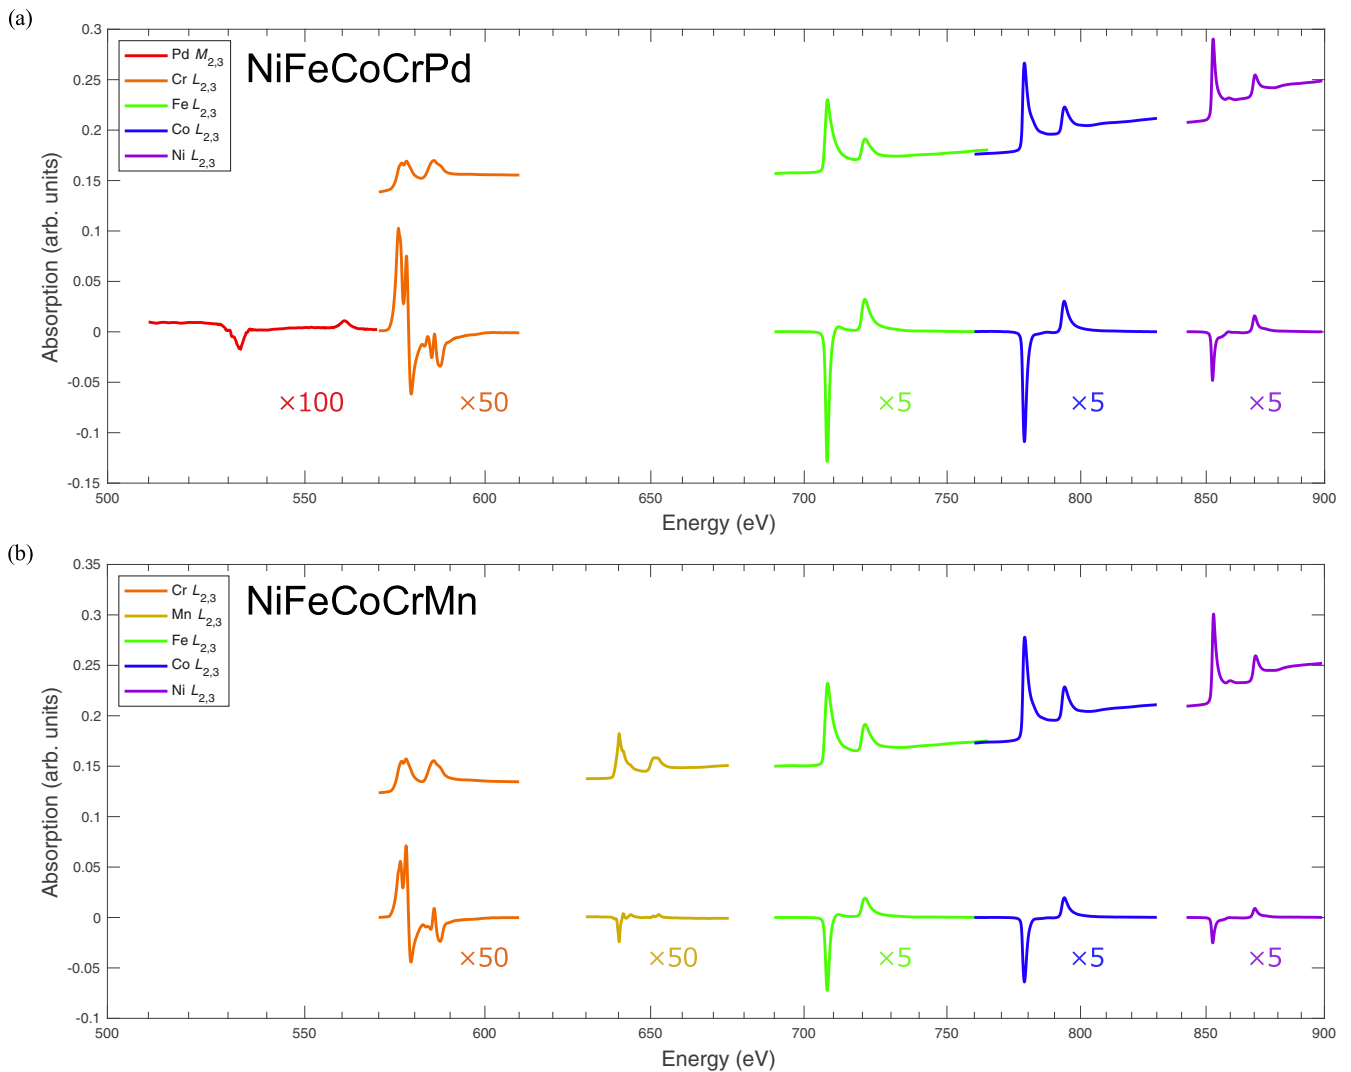 (a)
NiFeCoCrPd
Pd M2,3
Cr L2,3
Fe L2,3
Co L2,3
Ni L2,3
0.3
0.25
0.2
0.15
0.1
0.05
0
-0.05
-0.1
-0.15
Absorption (arb. units)
×100
×50
×5
×5
×5
500
550
600
650
700
750
800
850
900
Energy (eV)
(b)
NiFeCoCrMn
Cr L2,3
Mn L2,3
Fe L2,3
Co L2,3
Ni L2,3
0.35
0.3
0.25
0.2
0.15
0.1
0.05
0
-0.05
-0.1
Absorption (arb. units)
×50
×50
×5
×5
×5
500
550
600
650
700
750
800
850
900
Energy (eV)